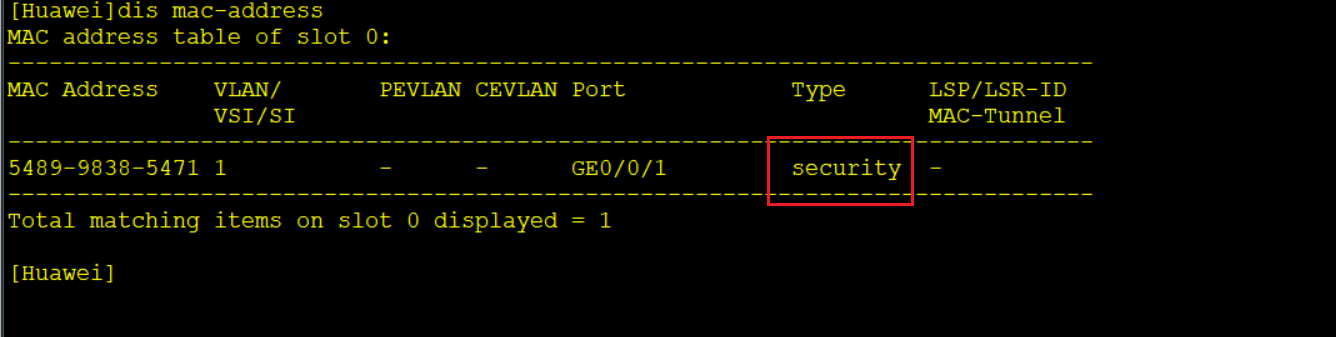 [Huawei]dis mac-address
MAC address table of slot 0:
-------------------------------------------------------------------------------
MAC Address    VLAN/       PEVLAN CEVLAN Port            Type      LSP/LSR-ID
               VSI/SI                                              MAC-Tunnel
-------------------------------------------------------------------------------
5489-9838-5471 1           -      -      GE0/0/1         security  -
-------------------------------------------------------------------------------
Total matching items on slot 0 displayed = 1
[Huawei]